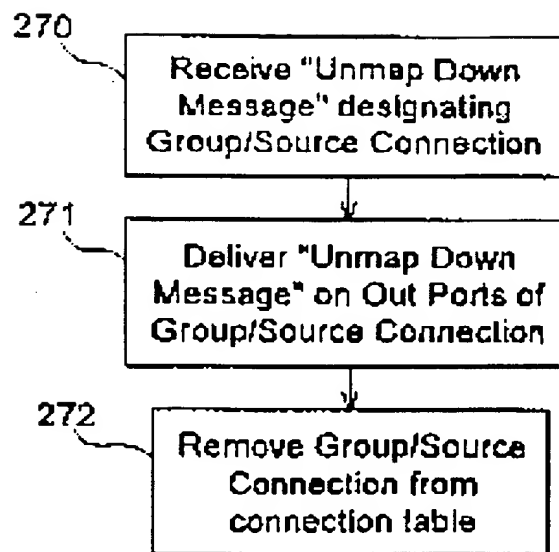 270
Receive "Unmap Down
Message" designating
Group/Source Connection
271
Deliver "Unmap Down
Message" on Out Ports of
Group/Source Connection
272
Remove Group/Source
Connection from
connection table